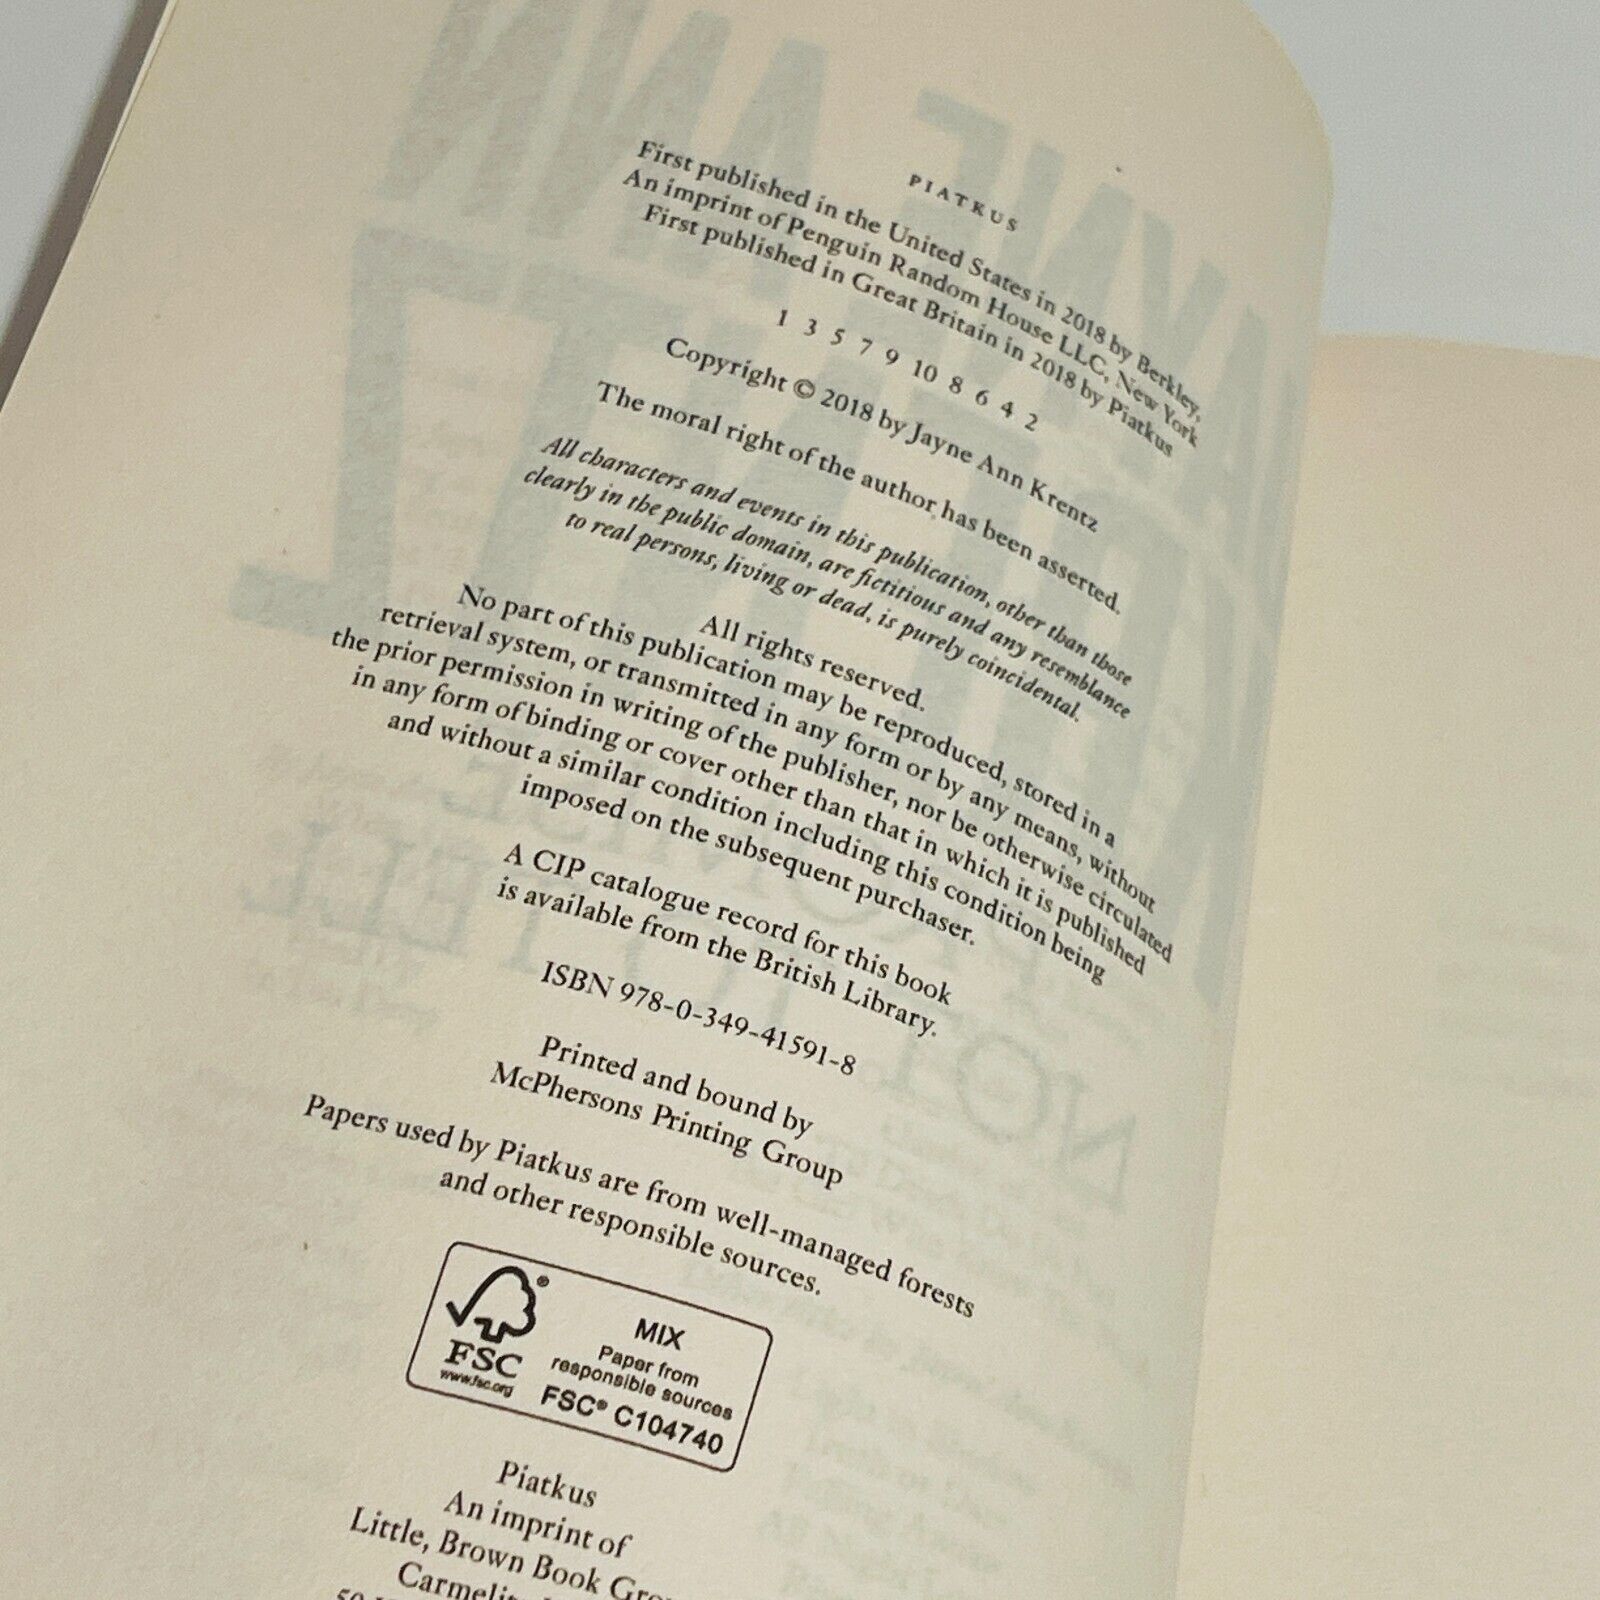 PIATKUS
First published in the United States in 2018 by Berkley,
An imprint of Penguin Random House LLC, New York
First published in Great Britain in 2018 by Piatkus
1 3 5 7 9 10 8 6 4 2
Copyright © 2018 by Jayne Ann Krentz
The moral right of the author has been asserted.
All characters and events in this publication, other than those
clearly in the public domain, are fictitious and any resemblance
to real persons, living or dead, is purely coincidental.
All rights reserved.
No part of this publication may be reproduced, stored in a
retrieval system, or transmitted in any form or by any means, without
the prior permission in writing of the publisher, nor be otherwise circulated
in any form of binding or cover other than that in which it is published
and without a similar condition including this condition being
imposed on the subsequent purchaser.
A CIP catalogue record for this book
is available from the British Library.
ISBN 978-0-349-41591-8
Printed and bound by
McPhersons Printing Group
Papers used by Piatkus are from well-managed forests
and other responsible sources.
FSC
www.fsc.org
MIX
Paper from
responsible sources
FSC® C104740
Piatkus
An imprint of
Little, Brown Book